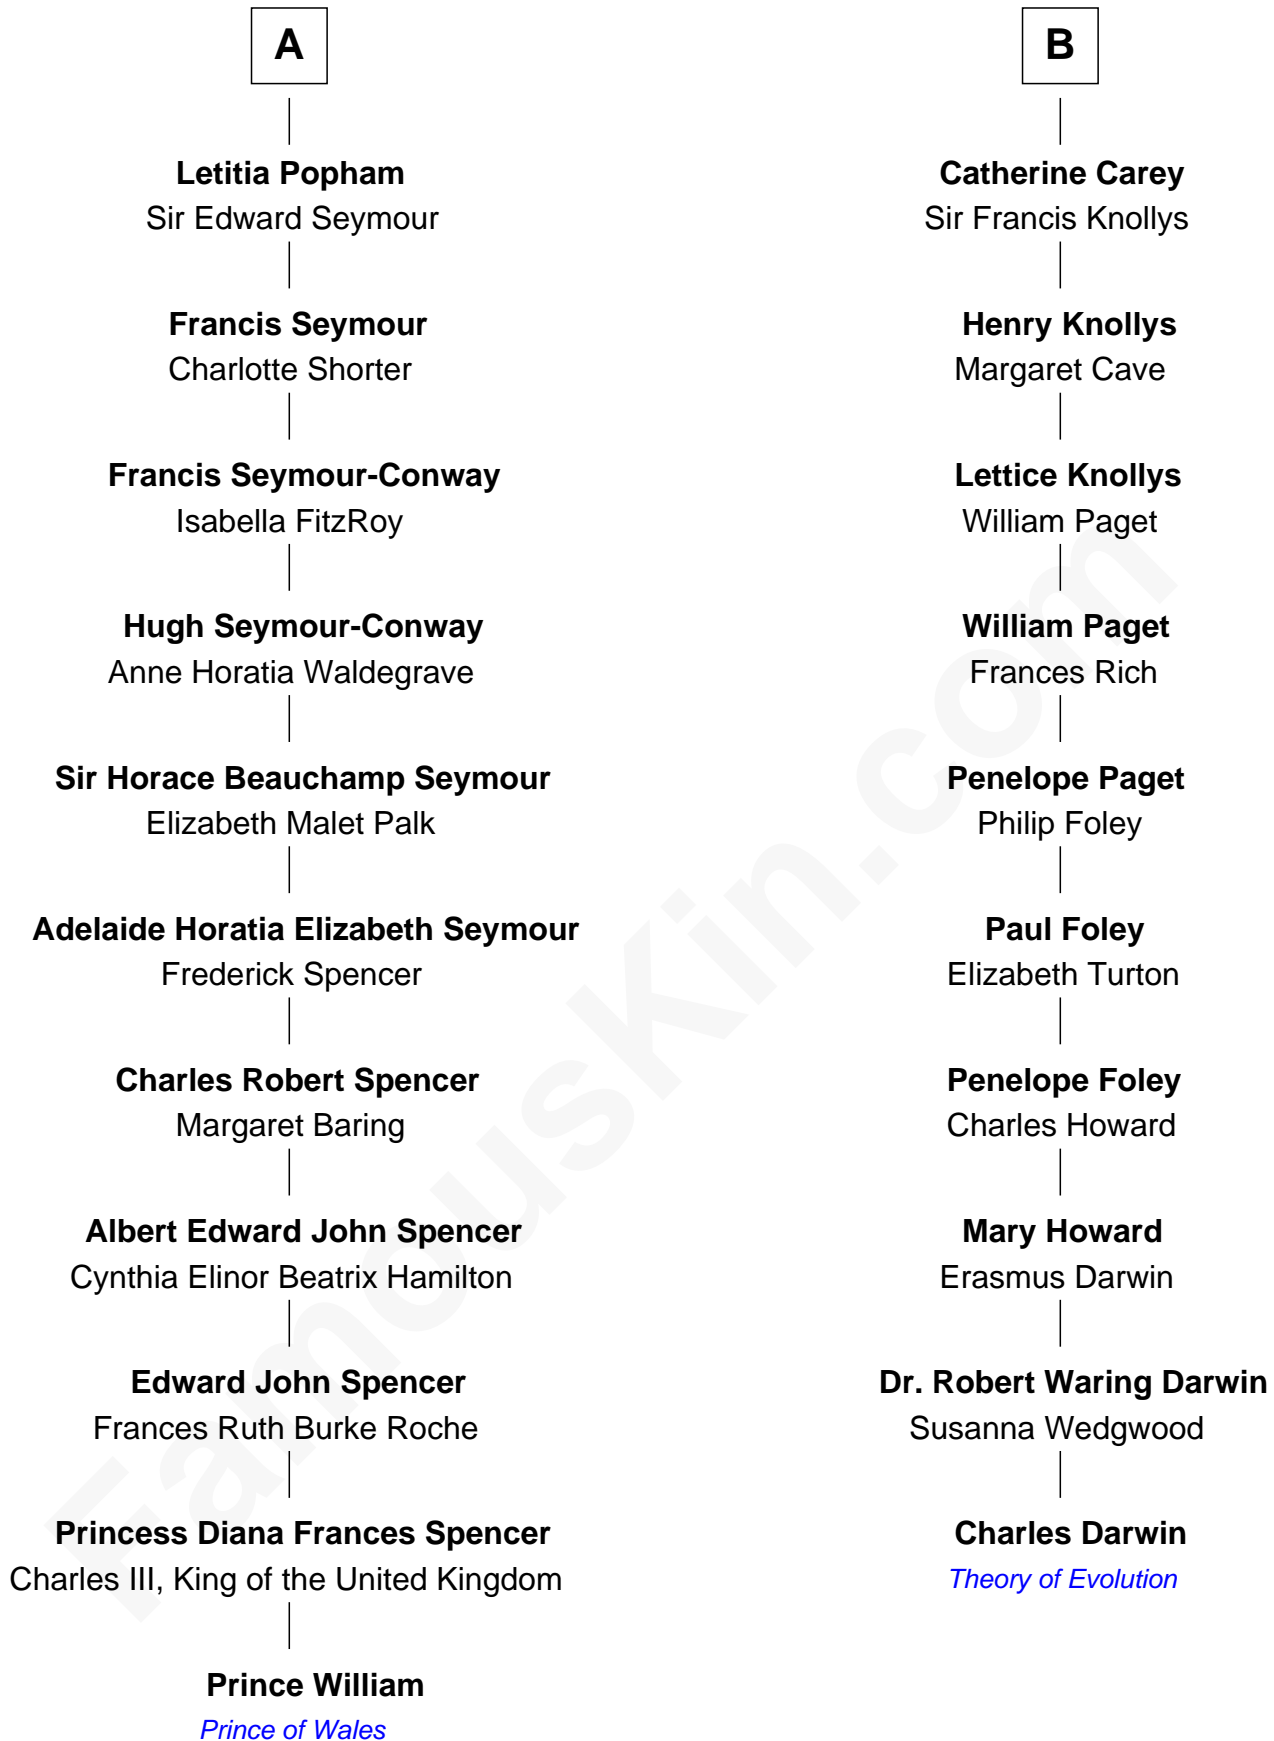 A
Letitia Popham
Sir Edward Seymour
Francis Seymour
Charlotte Shorter
Francis Seymour-Conway
Isabella FitzRoy
Hugh Seymour-Conway
Anne Horatia Waldegrave
Sir Horace Beauchamp Seymour
Elizabeth Malet Palk
Adelaide Horatia Elizabeth Seymour
Frederick Spencer
Charles Robert Spencer
Margaret Baring
Albert Edward John Spencer
Cynthia Elinor Beatrix Hamilton
Edward John Spencer
Frances Ruth Burke Roche
Princess Diana Frances Spencer
Charles III, King of the United Kingdom
Prince William
Prince of Wales
B
Catherine Carey
Sir Francis Knollys
Henry Knollys
Margaret Cave
Lettice Knollys
William Paget
William Paget
Frances Rich
Penelope Paget
Philip Foley
Paul Foley
Elizabeth Turton
Penelope Foley
Charles Howard
Mary Howard
Erasmus Darwin
Dr. Robert Waring Darwin
Susanna Wedgwood
Charles Darwin
Theory of Evolution
FamousKin.com